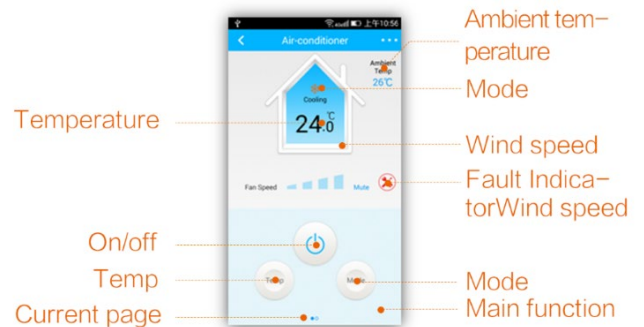 上午10:56
Air-conditioner
Ambient
Temp
26℃
Cooling
24.0
℃
Fan Speed
Mute
Temp
Mode
Temperature
On/off
Temp
Current page
Ambient tem-
perature
Mode
Wind speed
Fault Indica-
torWind speed
Mode
Main function